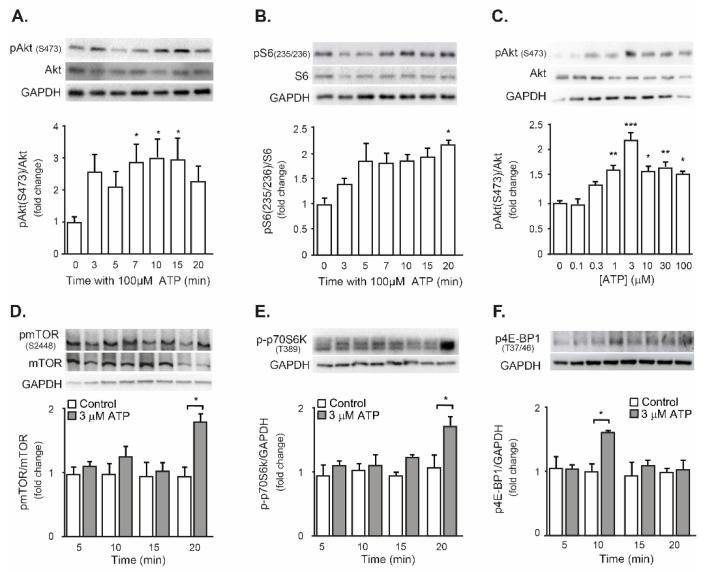 A.
pAkt (S473)
Akt
GAPDH
pAkt(S473)/Akt
(fold change)
4
3
2
1
0
0 3 5 7 10 15 20
* * *
Time with 100µM ATP (min)
B.
pS6(235/236)
S6
GAPDH
pS6(235/236)/S6
(fold change)
2.5
2
1.5
1
0.5
0
0 3 5 7 10 15 20
*
Time with 100µM ATP (min)
C.
pAkt (S473)
Akt
GAPDH
pAkt(S473)/Akt
(fold change)
2.5
2
1.5
1
0.5
0
0 0.1 0.3 1 3 10 30 100
** *** * ** *
[ATP] (µM)
D.
pmTOR
(S2448)
mTOR
GAPDH
Control
3 µM ATP
*
pmTOR/mTOR
(fold change)
2
1
0
5 10 15 20
Time (min)
E.
p-p70S6K
(T389)
GAPDH
Control
3 µM ATP
*
p-p70S6k/GAPDH
(fold change)
2
1
0
5 10 15 20
Time (min)
F.
p4E-BP1
(T37/46)
GAPDH
Control
3 µM ATP
*
p4E-BP1/GAPDH
(fold change)
2
1
0
5 10 15 20
Time (min)